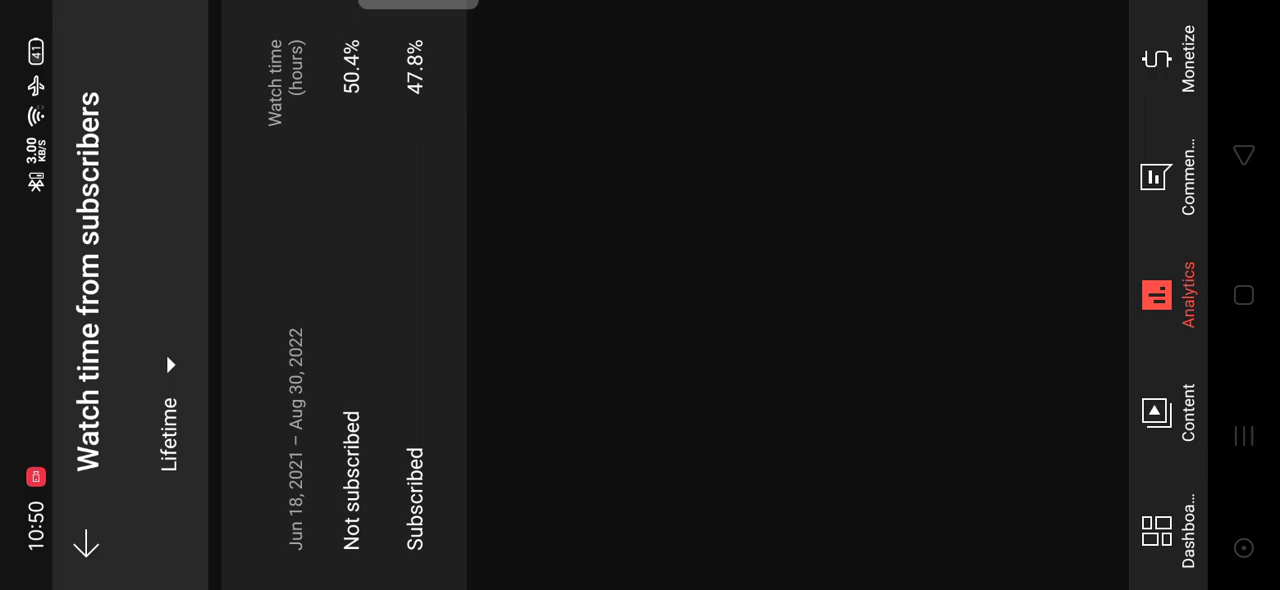 10:50
3.00
KB/S
41
Watch time from subscribers
Lifetime
Watch time
(hours)
Jun 18, 2021 – Aug 30, 2022
Not subscribed 50.4%
Subscribed 47.8%
Dashboa...
Content
Analytics
Commen...
Monetize